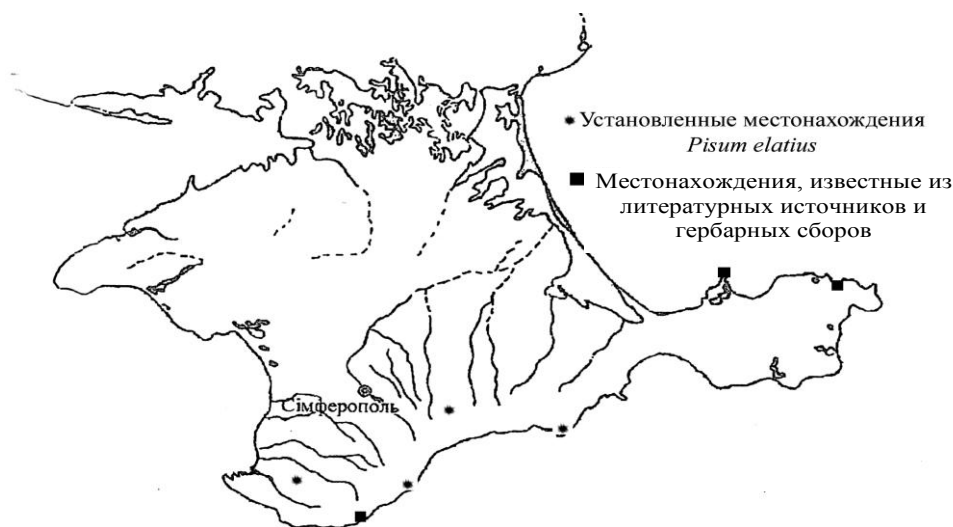 Установленные местонахождения
Pisum elatius
Местонахождения, известные из
литературных источников и
гербарных сборов
Сімферополь